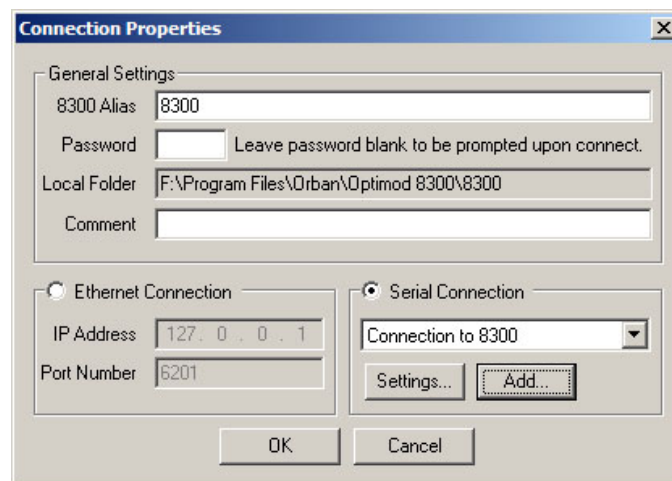 Connection Properties
General Settings
8300 Alias 8300
Password Leave password blank to be prompted upon connect.
Local Folder F:\Program Files\Orban\Optimod 8300\8300
Comment
Ethernet Connection
IP Address 127. 0 . 0 . 1
Port Number 6201
Serial Connection
Connection to 8300
Settings... Add...
OK Cancel